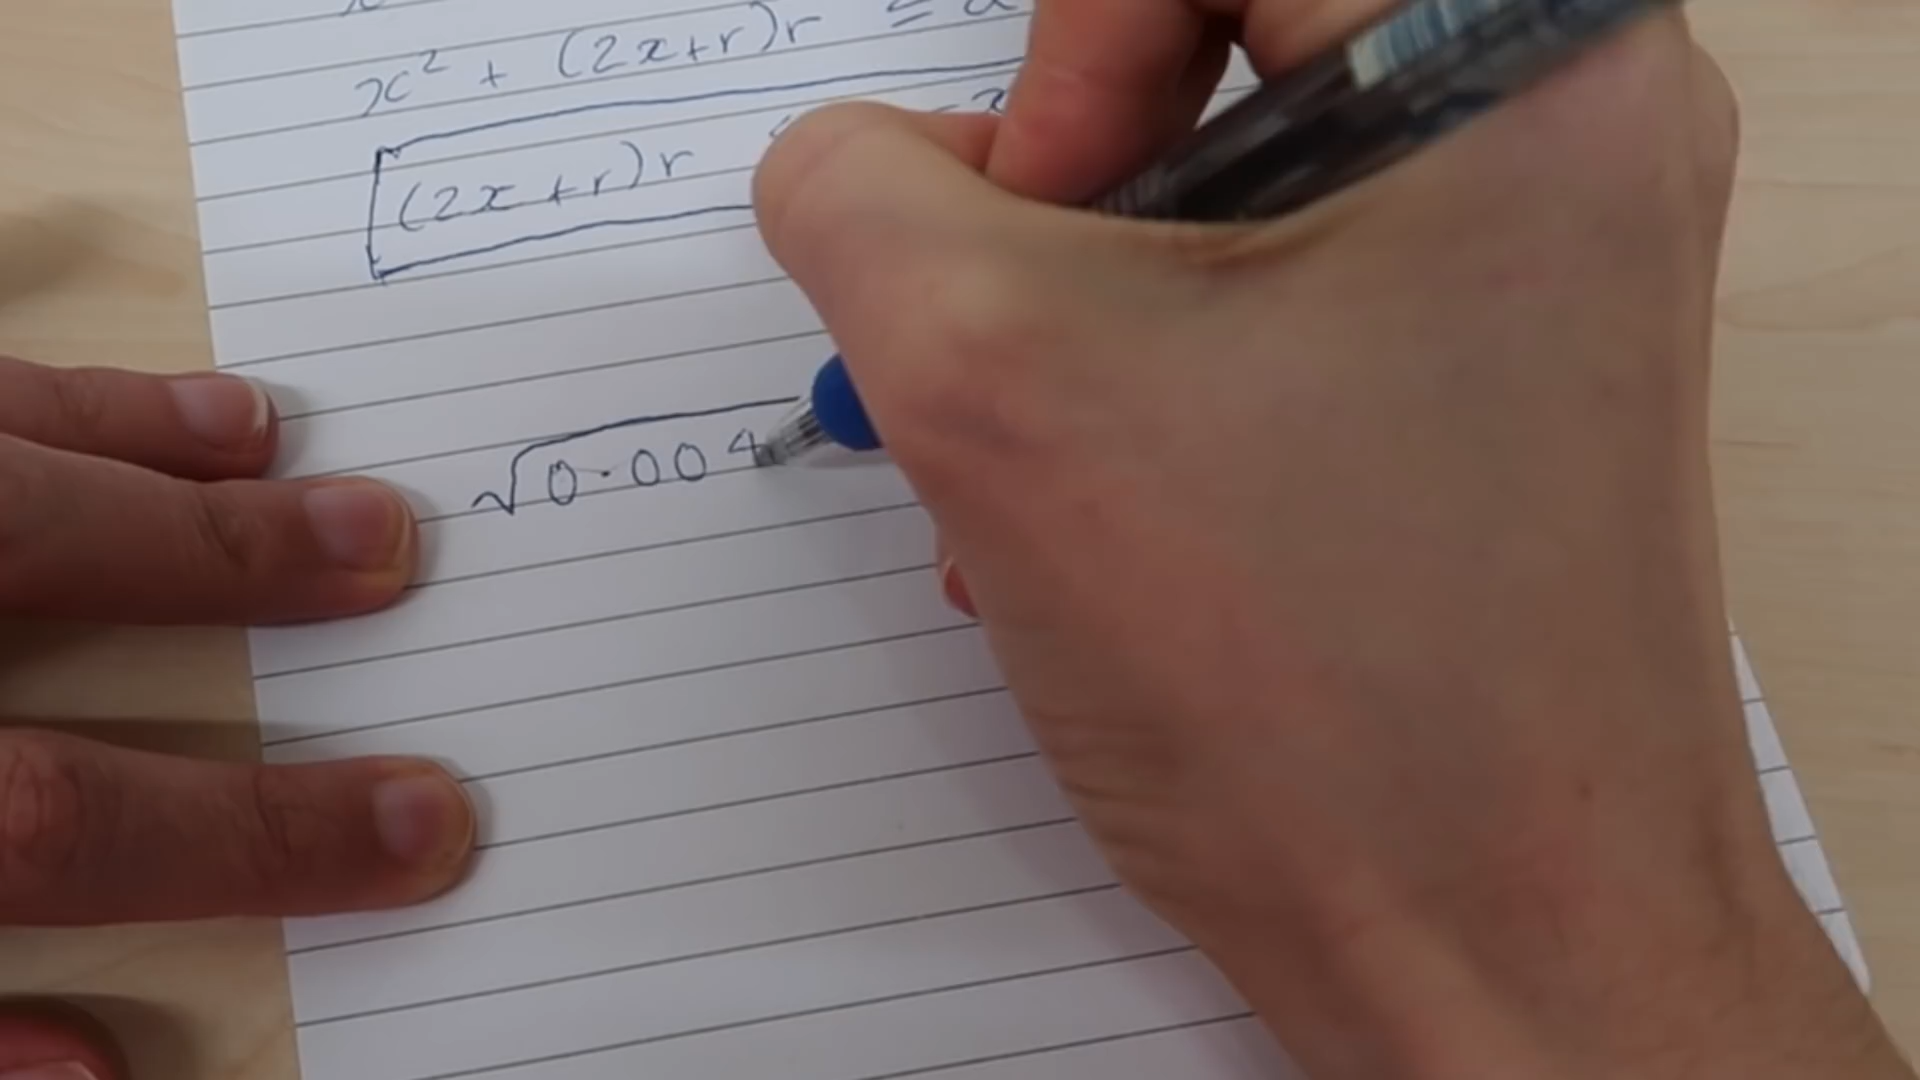 x² + (2x+r)r ≤ a
(2x+r)r ≤
√0.004